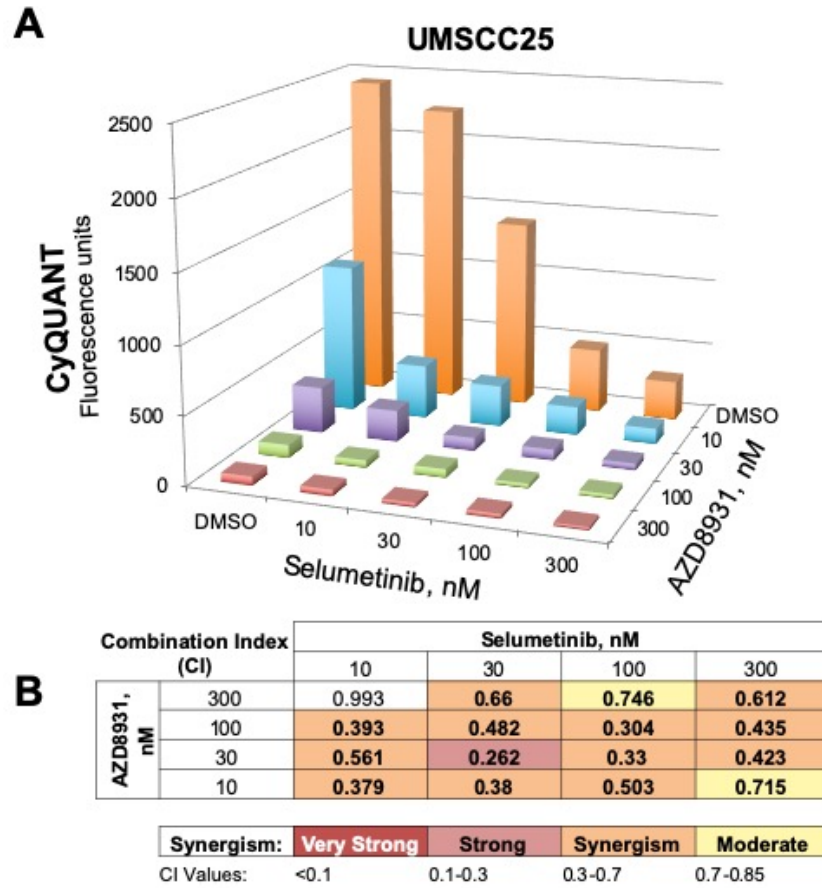 A
UMSCC25
2500
2000
1500
1000
500
0
CyQUANT
Fluorescence units
DMSO
10
30
100
300
Selumetinib, nM
DMSO
10
30
100
300
AZD8931, nM
B
Combination Index
(CI)
Selumetinib, nM
10 30 100 300
AZD8931,
nM
300 0.993 0.66 0.746 0.612
100 0.393 0.482 0.304 0.435
30 0.561 0.262 0.33 0.423
10 0.379 0.38 0.503 0.715
Synergism: Very Strong Strong Synergism Moderate
CI Values: <0.1 0.1-0.3 0.3-0.7 0.7-0.85